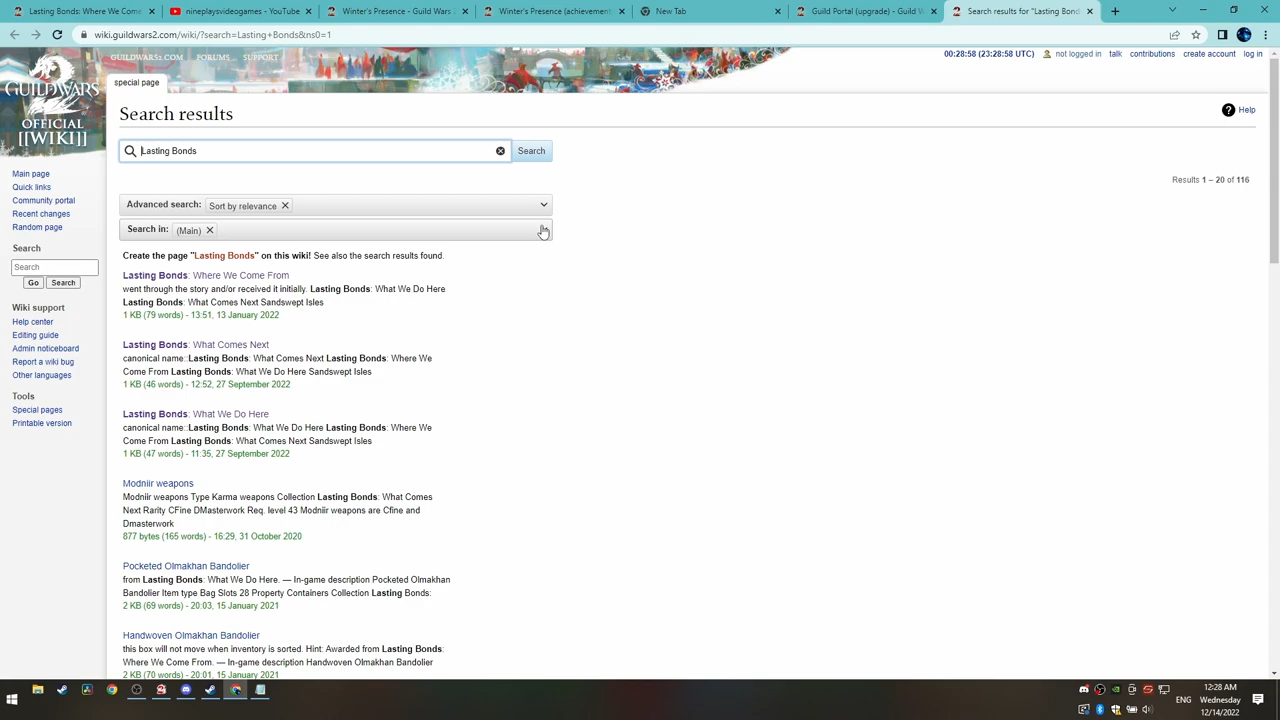 Lasting Bonds: Where We Come
nineplayswins - YouTube
Winter's Presence - Guild Wars 2
Winter's Presence (achievement
New Tab
Guild Portal (upgrade) - Guild W
Search results for "Lasting Bond
wiki.guildwars2.com/wiki/?search=Lasting+Bonds&ns0=1
GUILDWARS2.COM FORUMS SUPPORT
00:28:58 (23:28:58 UTC) not logged in talk contributions create account log in
GUILDWARS
OFFICIAL
[[WIKI]]
special page
Main page
Quick links
Community portal
Recent changes
Random page
Search
Search
Go Search
Wiki support
Help center
Editing guide
Admin noticeboard
Report a wiki bug
Other languages
Tools
Special pages
Printable version
Search results
? Help
Lasting Bonds Search
Results 1 – 20 of 116
Advanced search: Sort by relevance
Search in: (Main)
Create the page "Lasting Bonds" on this wiki! See also the search results found.
Lasting Bonds: Where We Come From
went through the story and/or received it initially. Lasting Bonds: What We Do Here
Lasting Bonds: What Comes Next Sandswept Isles
1 KB (79 words) - 13:51, 13 January 2022
Lasting Bonds: What Comes Next
canonical name::Lasting Bonds: What Comes Next Lasting Bonds: Where We
Come From Lasting Bonds: What We Do Here Sandswept Isles
1 KB (46 words) - 12:52, 27 September 2022
Lasting Bonds: What We Do Here
canonical name::Lasting Bonds: What We Do Here Lasting Bonds: Where We
Come From Lasting Bonds: What Comes Next Sandswept Isles
1 KB (47 words) - 11:35, 27 September 2022
Modniir weapons
Modniir weapons Type Karma weapons Collection Lasting Bonds: What Comes
Next Rarity CFine DMasterwork Req. level 43 Modniir weapons are Cfine and
Dmasterwork
877 bytes (165 words) - 16:29, 31 October 2020
Pocketed Olmakhan Bandolier
from Lasting Bonds: What We Do Here. — In-game description Pocketed Olmakhan
Bandolier Item type Bag Slots 28 Property Containers Collection Lasting Bonds:
2 KB (69 words) - 20:03, 15 January 2021
Handwoven Olmakhan Bandolier
this box will not move when inventory is sorted. Hint: Awarded from Lasting Bonds:
Where We Come From. — In-game description Handwoven Olmakhan Bandolier
2 KB (70 words) - 20:01, 15 January 2021
ENG
12:28 AM
Wednesday
12/14/2022